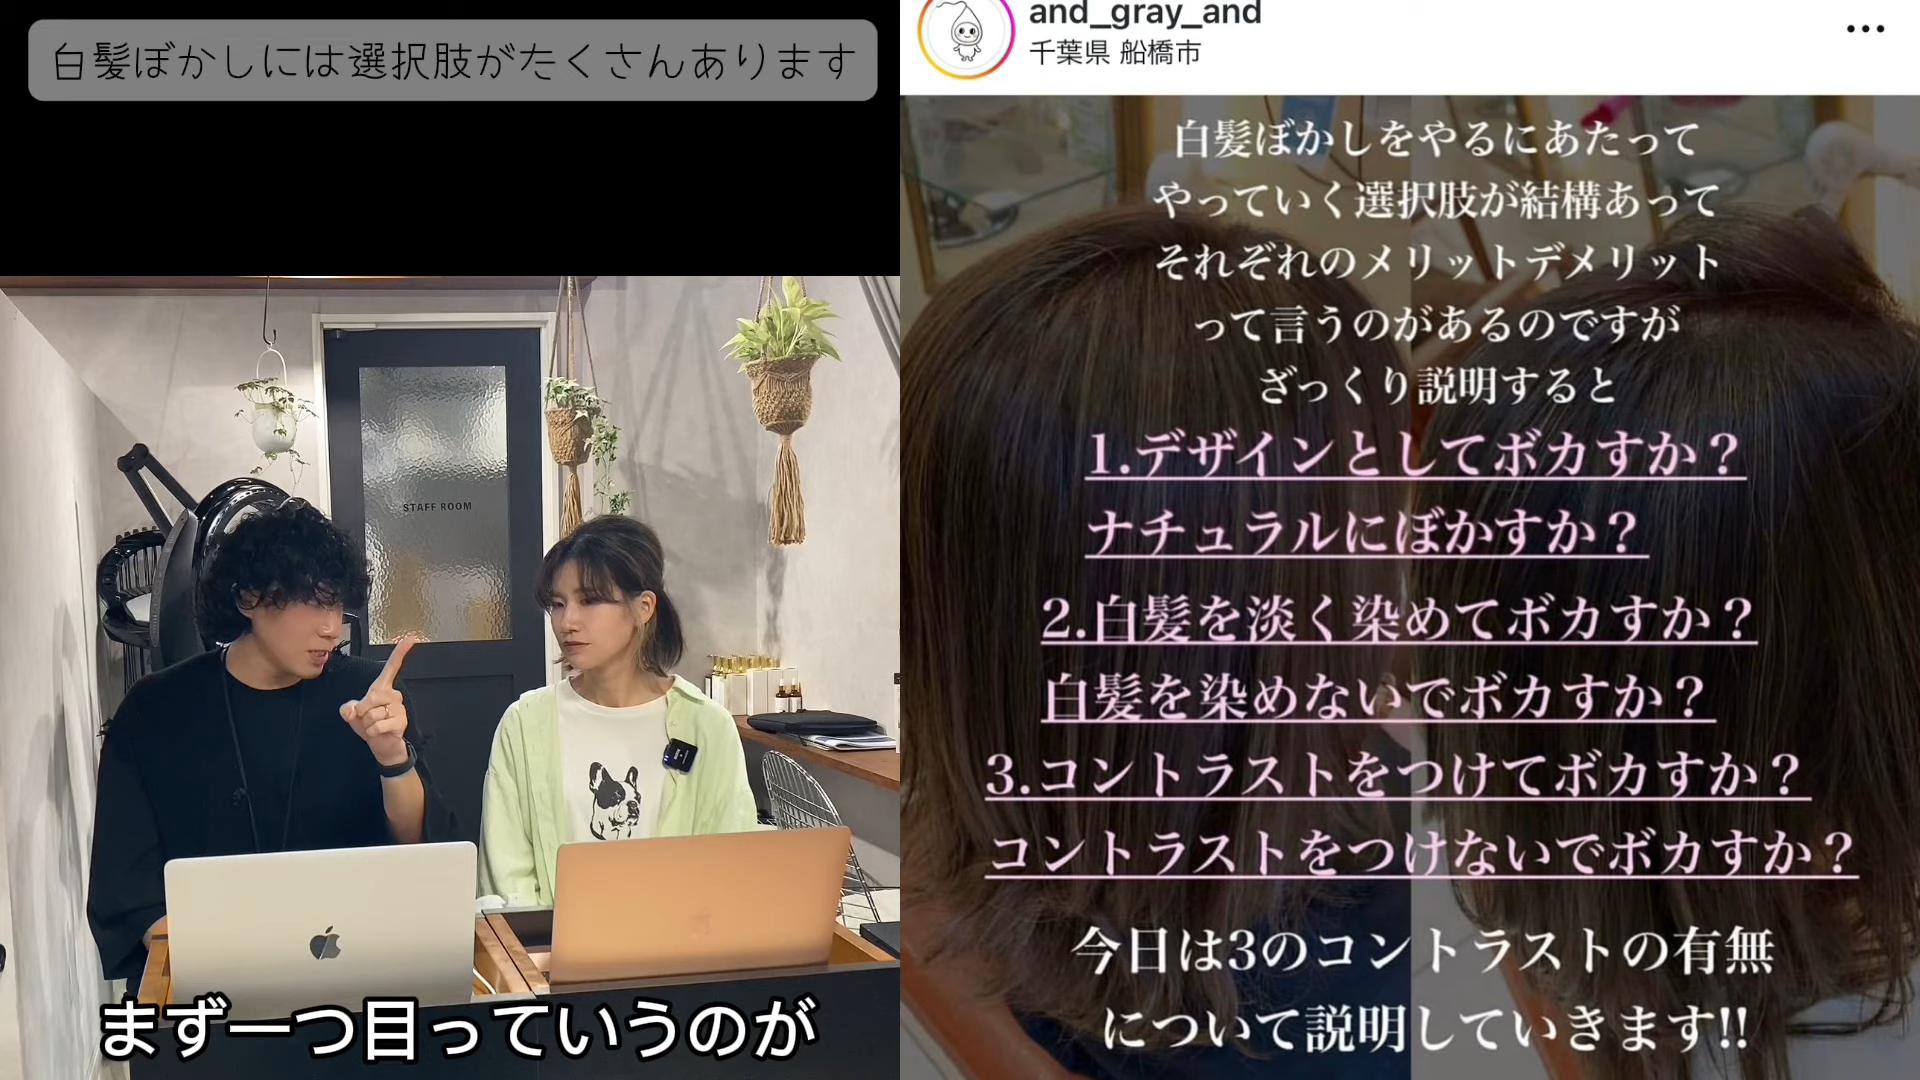 白髪ぼかしには選択肢がたくさんあります
STAFF ROOM
まず一つ目っていうのが
and_gray_and
千葉県 船橋市
白髪ぼかしをやるにあたって
やっていく選択肢が結構あって
それぞれのメリットデメリット
って言うのがあるのですが
ざっくり説明すると
1.デザインとしてボカすか？
ナチュラルにぼかすか？
2.白髪を淡く染めてボカすか？
白髪を染めないでボカすか？
3.コントラストをつけてボカすか？
コントラストをつけないでボカすか？
今日は3のコントラストの有無
について説明していきます!!